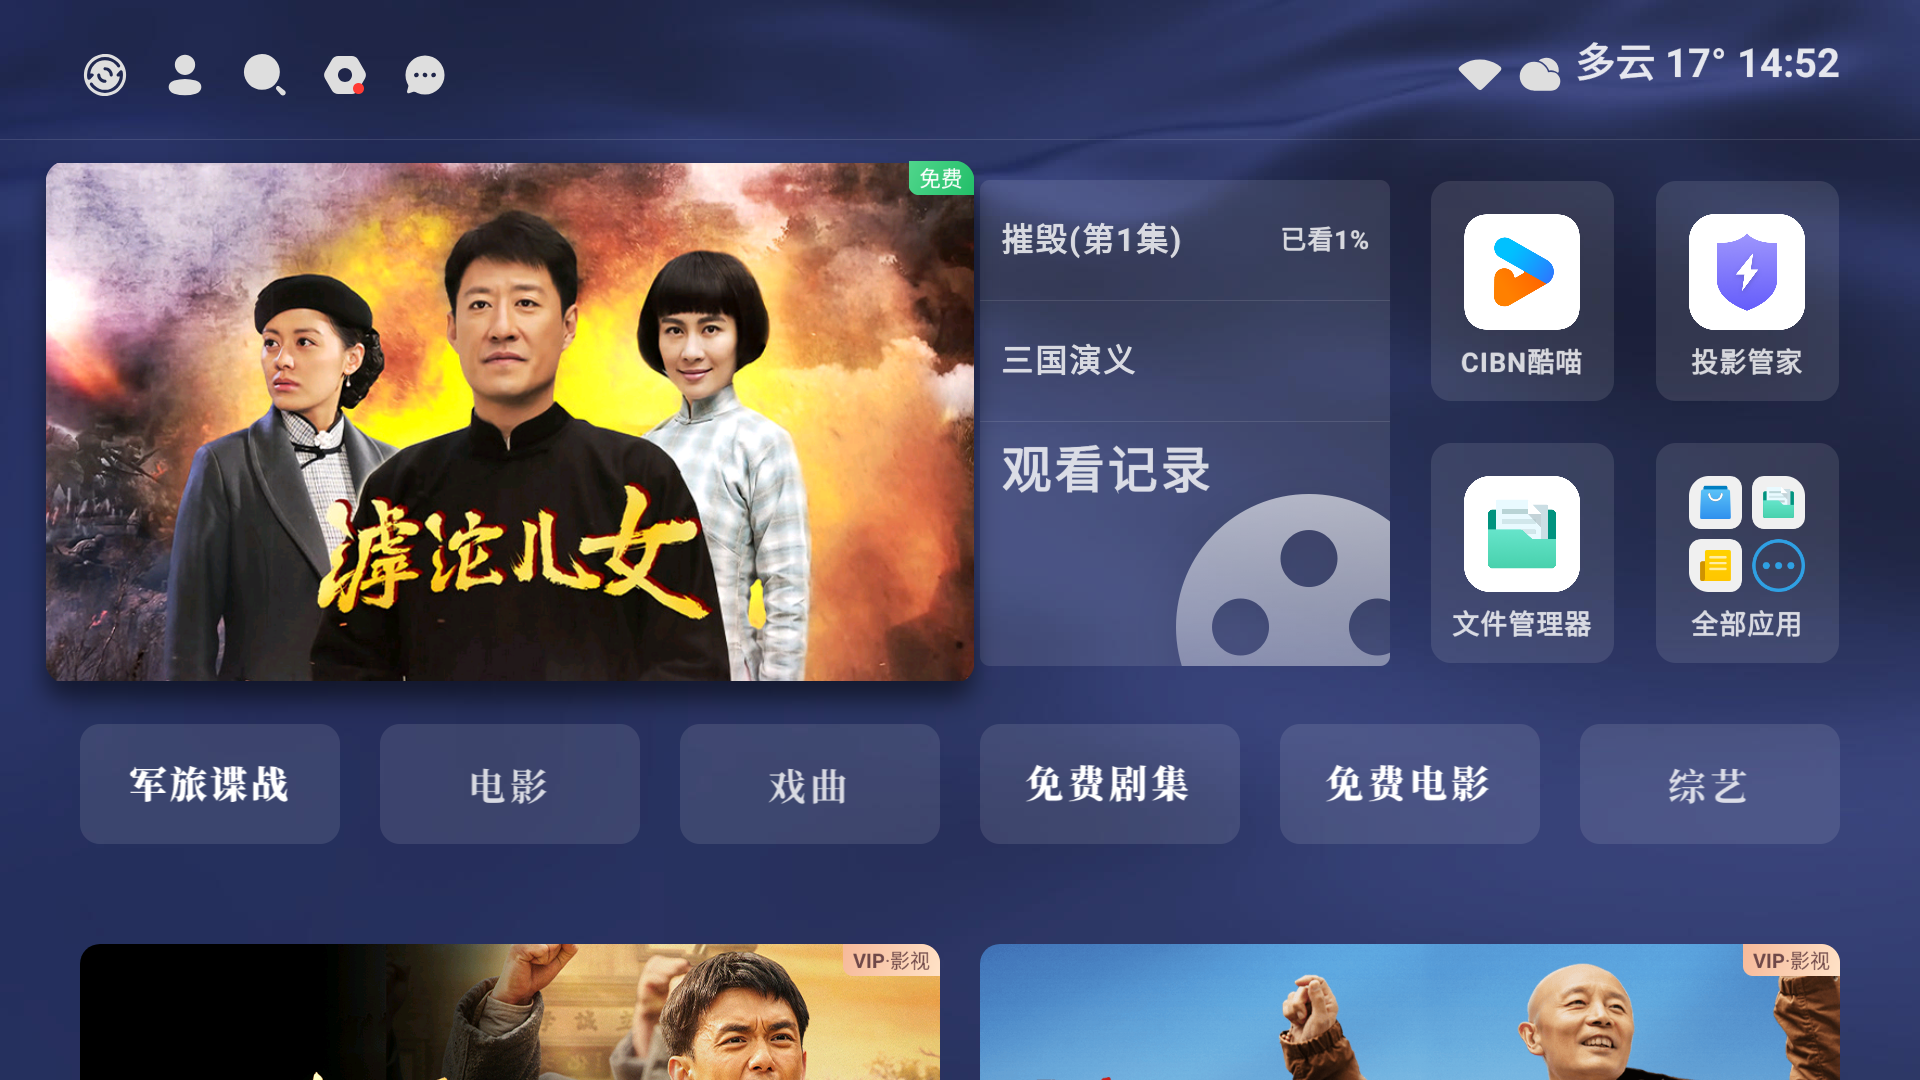 多云 17° 14:52
免费
滹沱儿女
摧毁(第1集) 已看1%
三国演义
观看记录
CIBN酷喵
投影管家
文件管理器
全部应用
军旅谍战
电影
戏曲
免费剧集
免费电影
综艺
VIP·影视
VIP·影视